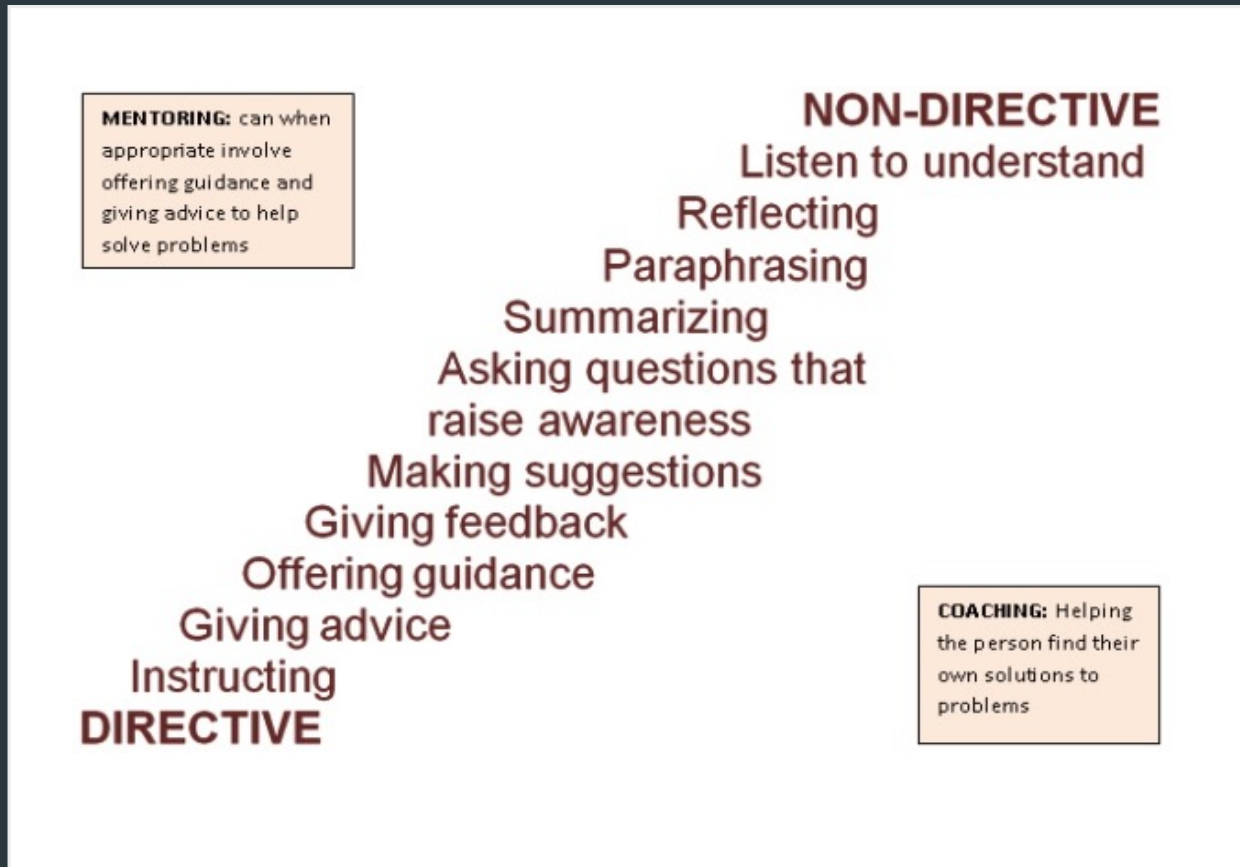 MENTORING: can when
appropriate involve
offering guidance and
giving advice to help
solve problems
NON-DIRECTIVE
Listen to understand
Reflecting
Paraphrasing
Summarizing
Asking questions that
raise awareness
Making suggestions
Giving feedback
Offering guidance
Giving advice
Instructing
DIRECTIVE
COACHING: Helping
the person find their
own solutions to
problems